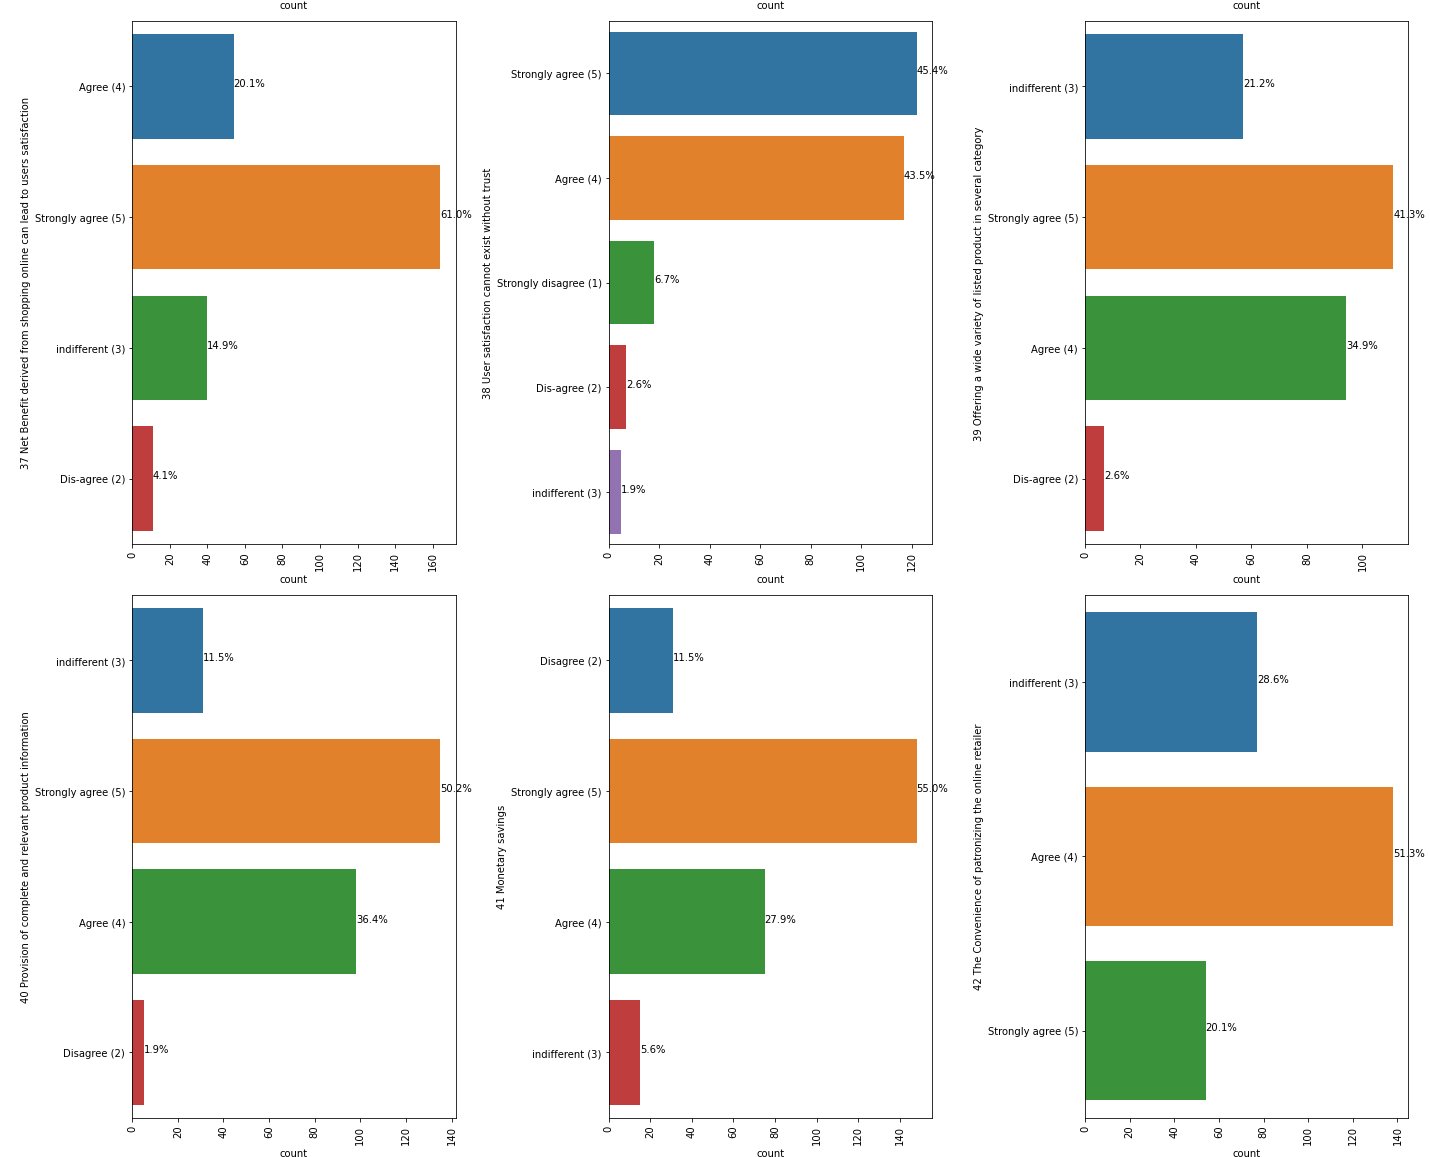 count
count
count
37 Net Benefit derived from shopping online can lead to users satisfaction
Agree (4)
20.1%
Strongly agree (5)
61.0%
indifferent (3)
14.9%
Dis-agree (2)
4.1%
0 20 40 60 80 100 120 140 160
count
38 User satisfaction cannot exist without trust
Strongly agree (5)
45.4%
Agree (4)
43.5%
Strongly disagree (1)
6.7%
Dis-agree (2)
2.6%
indifferent (3)
1.9%
0 20 40 60 80 100 120
count
39 Offering a wide variety of listed product in several category
indifferent (3)
21.2%
Strongly agree (5)
41.3%
Agree (4)
34.9%
Dis-agree (2)
2.6%
0 20 40 60 80 100
count
40 Provision of complete and relevant product information
indifferent (3)
11.5%
Strongly agree (5)
50.2%
Agree (4)
36.4%
Disagree (2)
1.9%
0 20 40 60 80 100 120 140
count
41 Monetary savings
Disagree (2)
11.5%
Strongly agree (5)
55.0%
Agree (4)
27.9%
indifferent (3)
5.6%
0 20 40 60 80 100 120 140
count
42 The Convenience of patronizing the online retailer
indifferent (3)
28.6%
Agree (4)
51.3%
Strongly agree (5)
20.1%
0 20 40 60 80 100 120 140
count